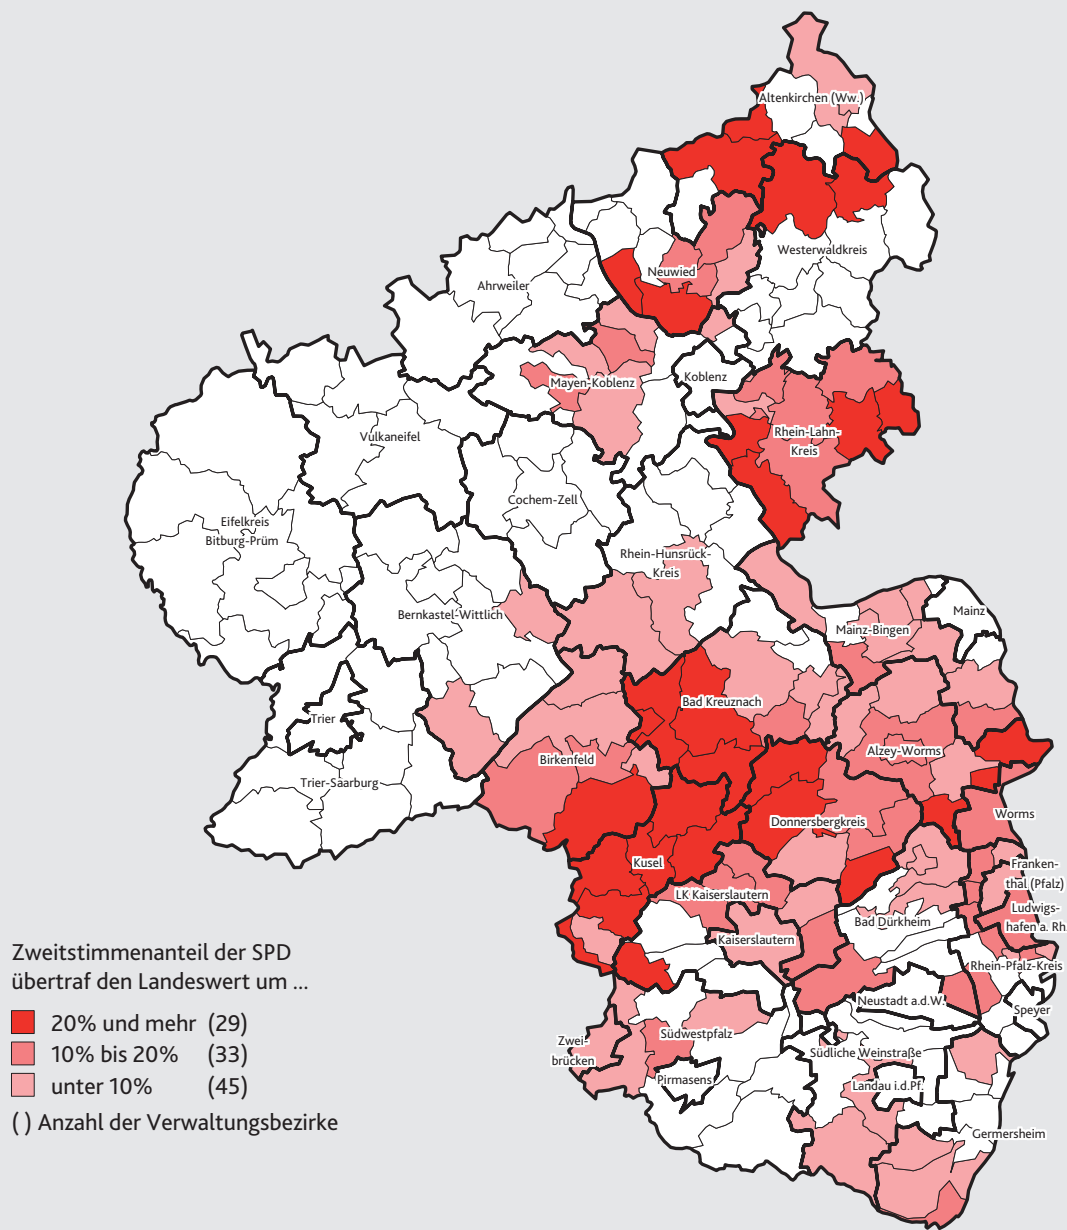 Altenkirchen (Ww.)
Westerwaldkreis
Neuwied
Ahrweiler
Koblenz
Mayen-Koblenz
Vulkaneifel
Rhein-Lahn-
Kreis
Cochem-Zell
Eifelkreis
Bitburg-Prüm
Rhein-Hunsrück-
Kreis
Bernkastel-Wittlich
Mainz
Mainz-Bingen
Bad Kreuznach
Trier
Alzey-Worms
Birkenfeld
Trier-Saarburg
Worms
Donnersbergkreis
Kusel
Franken-
thal (Pfalz)
LK Kaiserslautern
Ludwigs-
hafen a. Rh.
Bad Dürkheim
Kaiserslautern
Rhein-Pfalz-Kreis
Neustadt a.d.W.
Speyer
Südwestpfalz
Zwei-
brücken
Südliche Weinstraße
Pirmasens
Landau i.d.Pf.
Germersheim
Zweitstimmenanteil der SPD
übertraf den Landeswert um ...
20% und mehr (29)
10% bis 20% (33)
unter 10% (45)
( ) Anzahl der Verwaltungsbezirke